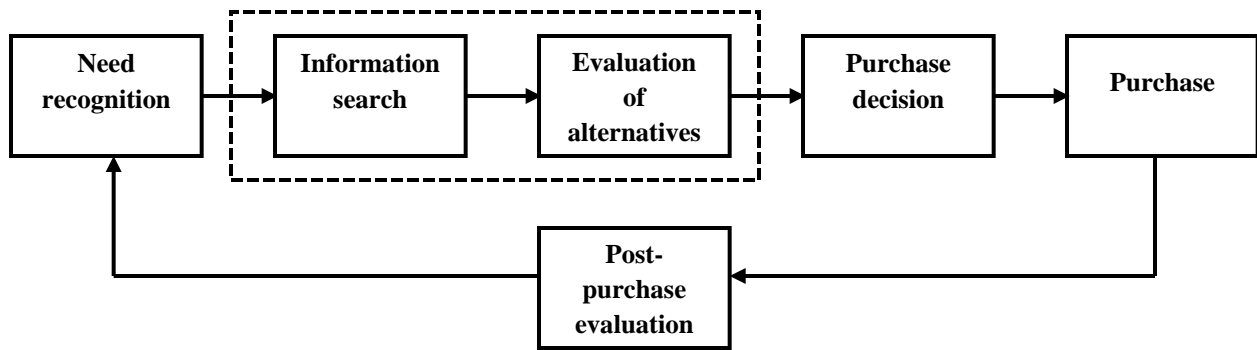 Need
recognition
Information
search
Evaluation
of
alternatives
Purchase
decision
Purchase
Post-
purchase
evaluation